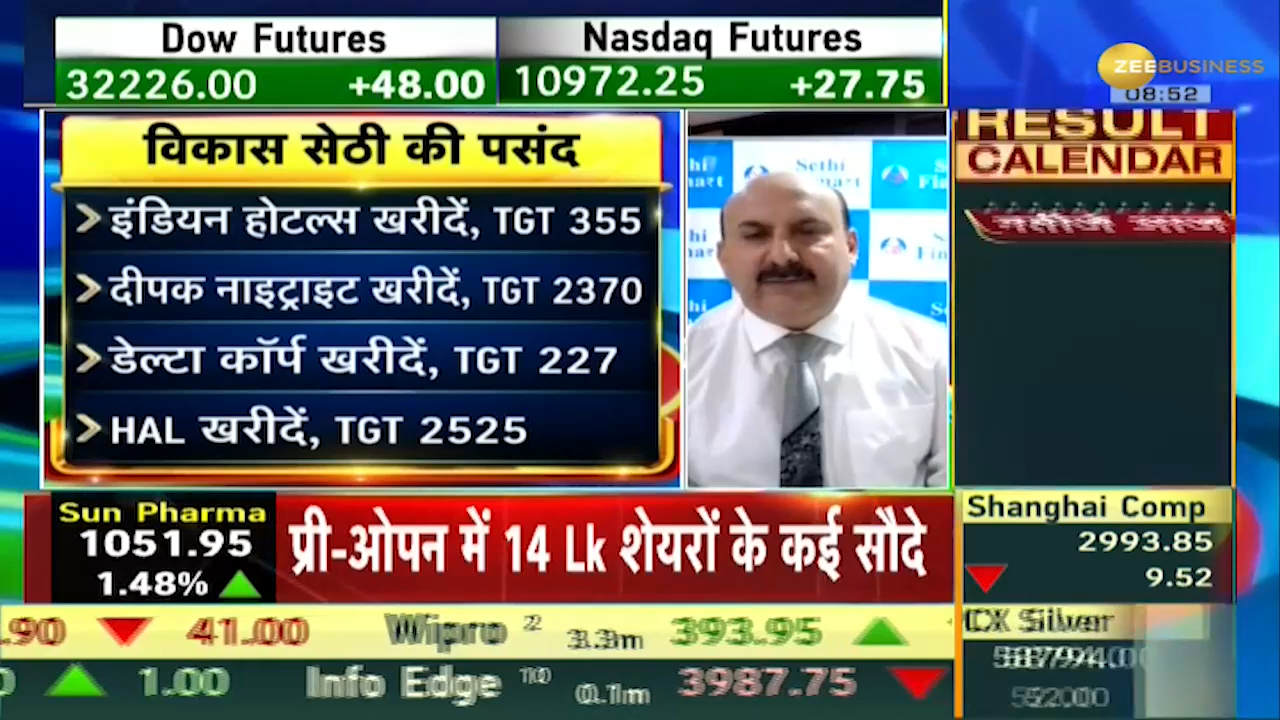 Dow Futures
32226.00 +48.00
Nasdaq Futures
10972.25 +27.75
ZEEBUSINESS
08:52
विकास सेठी की पसंद
इंडियन होटल्स खरीदें, TGT 355
दीपक नाइट्राइट खरीदें, TGT 2370
डेल्टा कॉर्प खरीदें, TGT 227
HAL खरीदें, TGT 2525
Sethi
RESULT
CALENDAR
नतीजे आज
Sun Pharma
1051.95
1.48%
प्री-ओपन में 14 Lk शेयरों के कई सौदे
Shanghai Comp
2993.85
9.52
.90 41.00 Wipro 3.3m 393.95
1.00 Info Edge 0.1m 3987.75
Silver